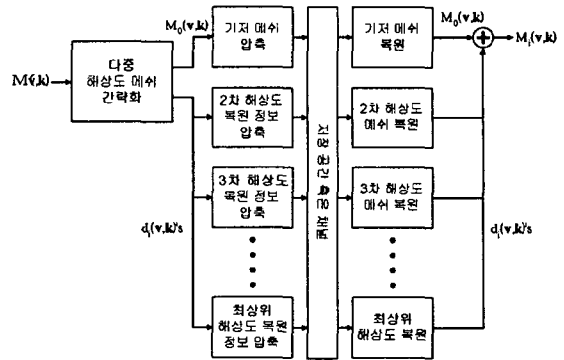 M(v,k)
다중
해상도 메쉬
간략화
M₀(v,k)
기저 메쉬
압축
2차 해상도
복원 정보
압축
3차 해상도
복원 정보
압축
dᵢ(v,k)'s
최상위
해상도 복원
정보 압축
저장 공간 혹은 채널
기저 메쉬
복원
2차 해상도
메쉬 복원
3차 해상도
메쉬 복원
최상위
해상도 복원
M₀(v,k)
Mᵢ(v,k)
dᵢ(v,k)'s